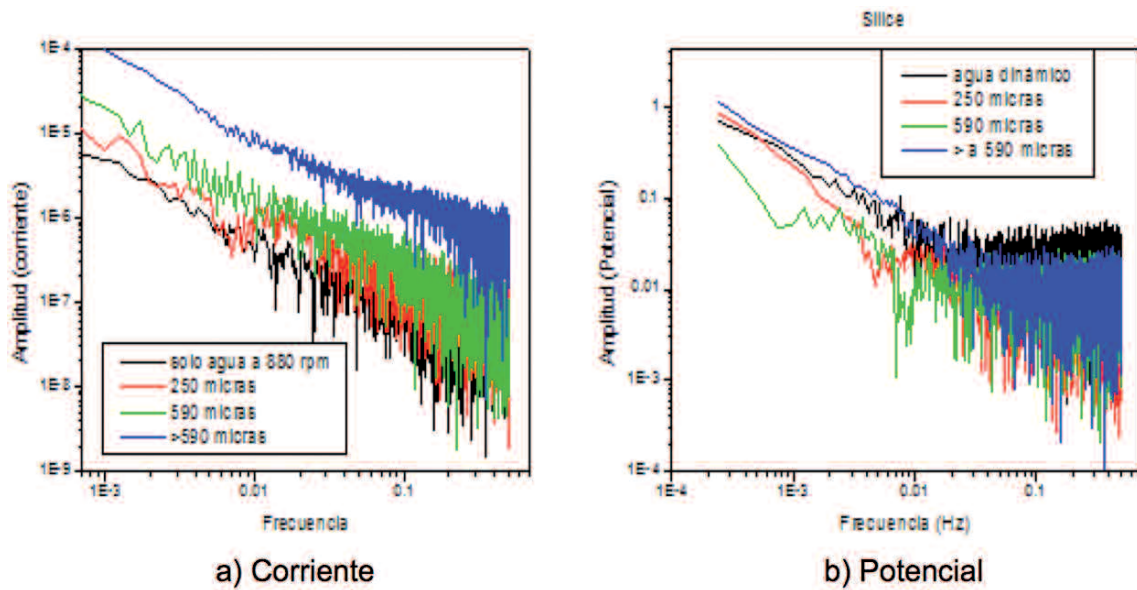 Sílice
1E-4
1E-5
1E-6
1E-7
1E-8
1E-9
Amplitud (corriente)
solo agua a 880 rpm
250 micras
590 micras
>590 micras
1E-3
0.01
0.1
Frecuencia
a) Corriente
1
0.1
0.01
1E-3
1E-4
Amplitud (Potencial)
agua dinámico
250 micras
590 micras
> a 590 micras
1E-4
1E-3
0.01
0.1
Frecuencia (Hz)
b) Potencial